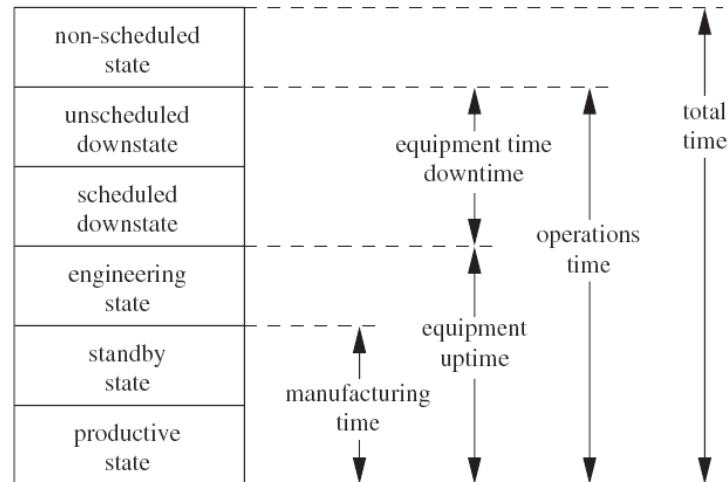 non-scheduled
state
unscheduled
downstate
scheduled
downstate
engineering
state
standby
state
productive
state
manufacturing
time
equipment time
downtime
equipment
uptime
operations
time
total
time